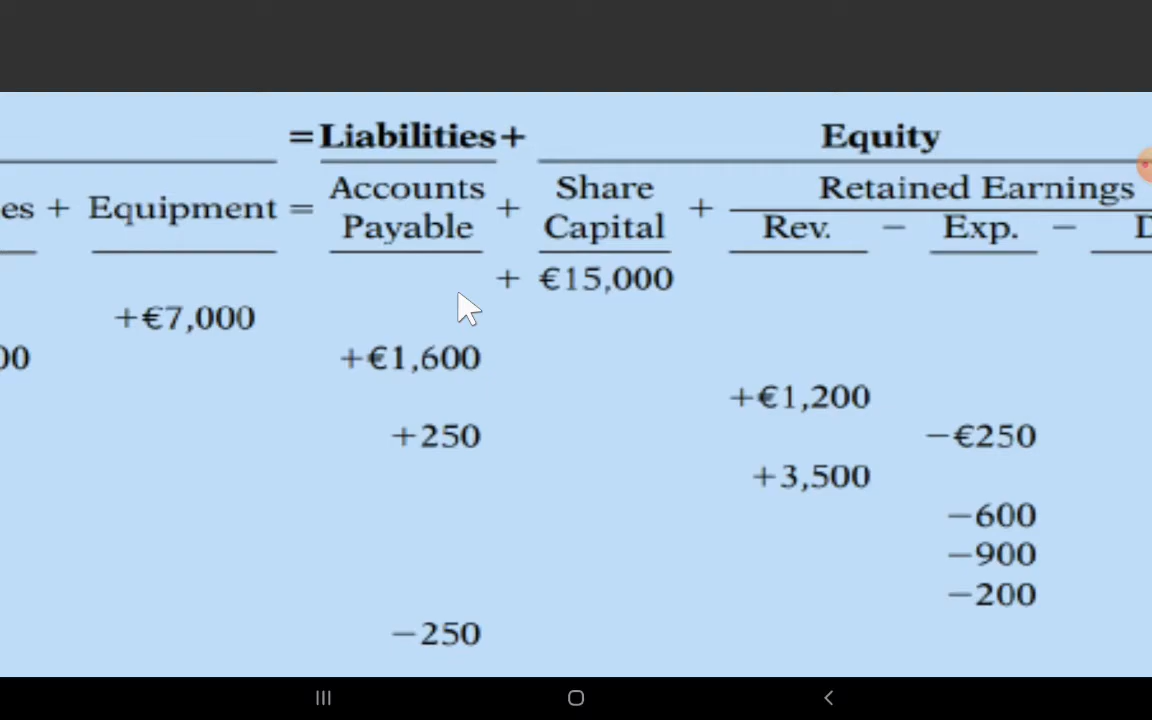 =Liabilities+ Equity
Accounts Share Retained Earnings
es + Equipment = + +
Payable Capital Rev. – Exp. – D
+ €15,000
+€7,000
00 +€1,600
+€1,200
+250 –€250
+3,500
–600
–900
–200
–250